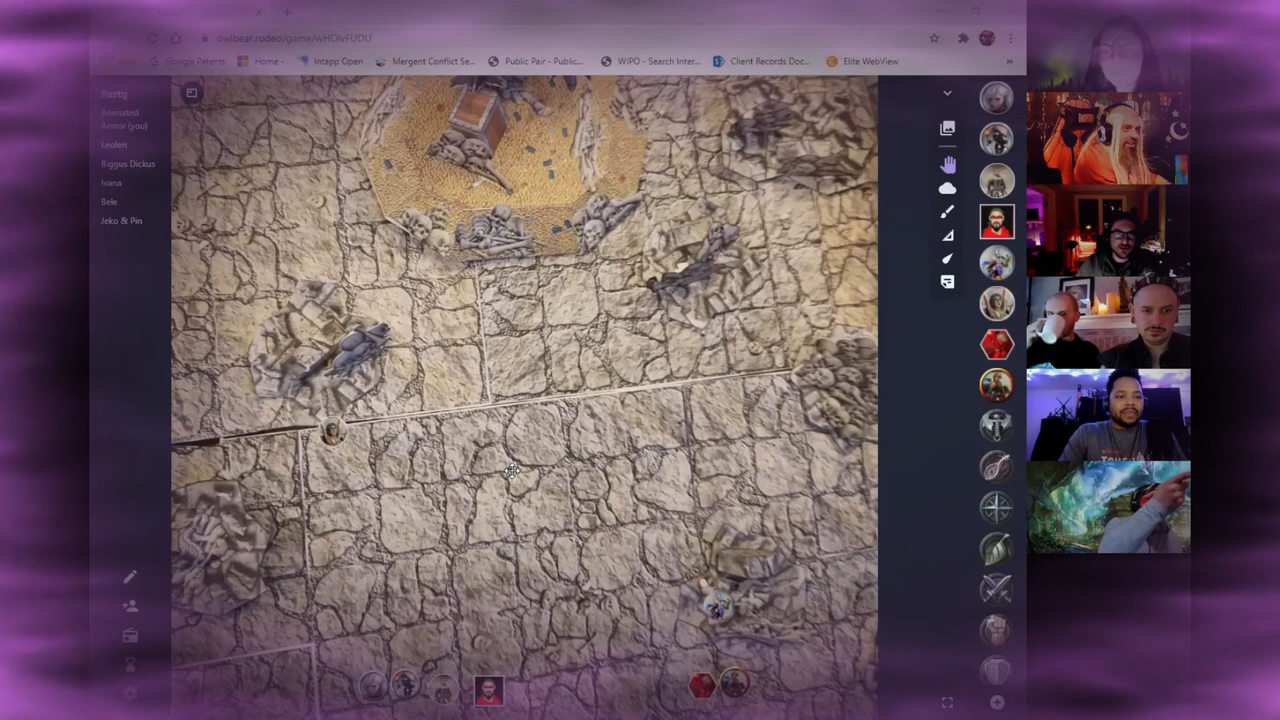 owlbear.rodeo/game/wHOlvFUDU
Apps Google Patents Home - Intapp Open Mergent Conflict Se... Public Pair - Public... WIPO - Search Inter... Client Records Doc... Elite WebView »
Party
Animated
Armor (you)
Leolen
Biggus Dickus
Ivana
Bele
Jeko & Pin